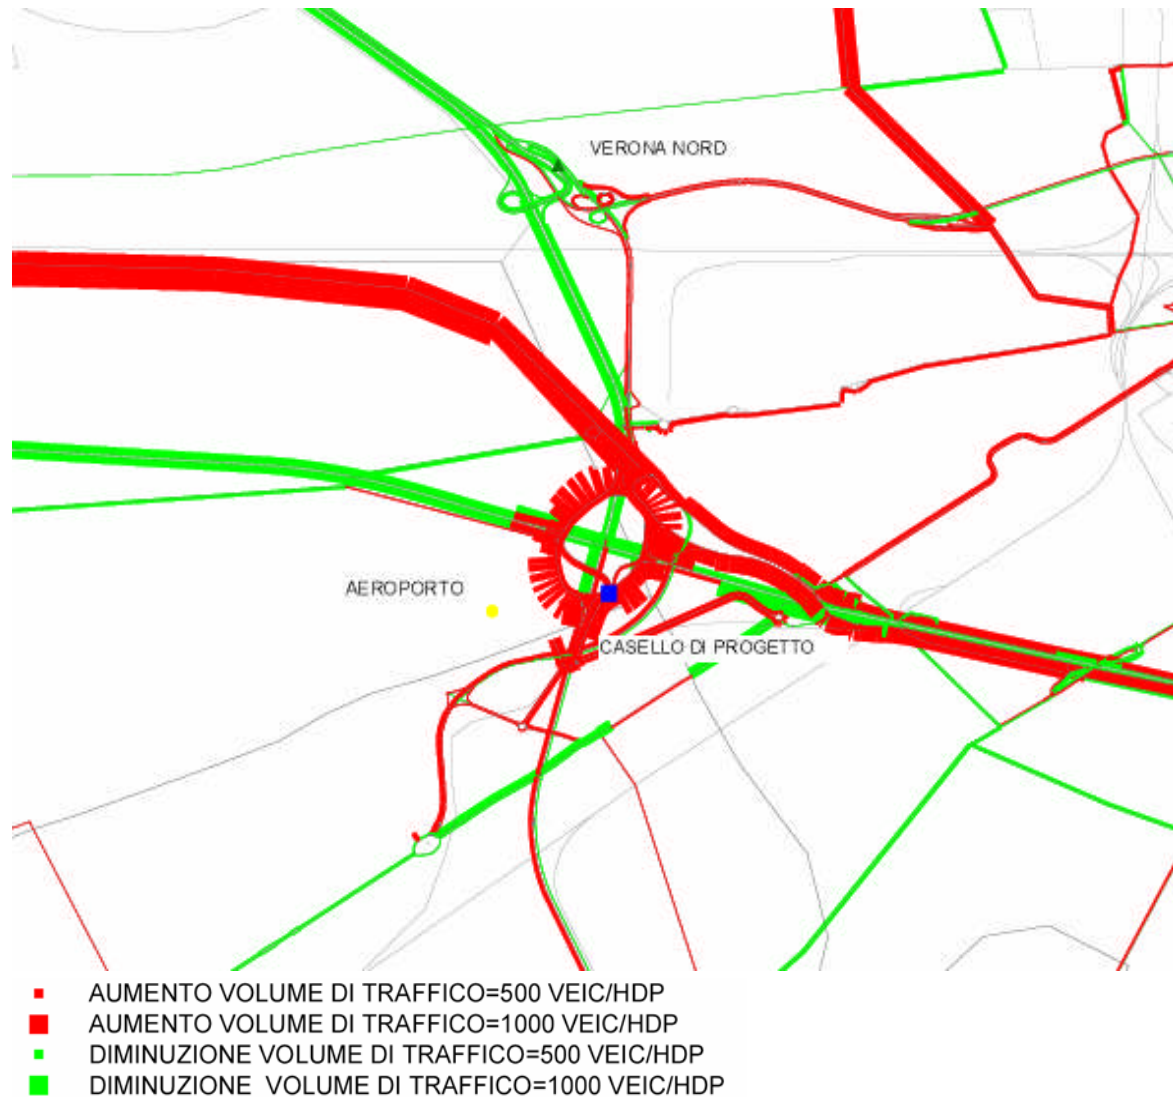 VERONA NORD
AEROPORTO
CASELLO DI PROGETTO
AUMENTO VOLUME DI TRAFFICO=500 VEIC/HDP
AUMENTO VOLUME DI TRAFFICO=1000 VEIC/HDP
DIMINUZIONE VOLUME DI TRAFFICO=500 VEIC/HDP
DIMINUZIONE VOLUME DI TRAFFICO=1000 VEIC/HDP